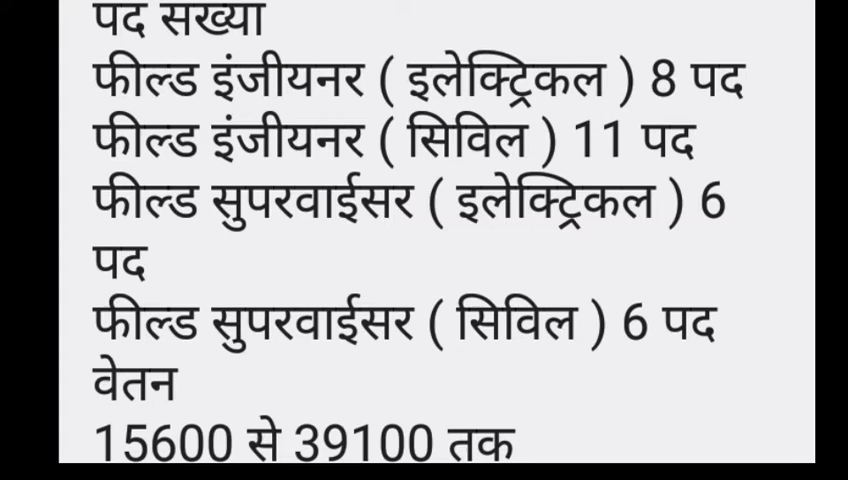 पद सख्या
फील्ड इंजीयनर ( इलेक्ट्रिकल ) 8 पद
फील्ड इंजीयनर ( सिविल ) 11 पद
फील्ड सुपरवाईसर ( इलेक्ट्रिकल ) 6
पद
फील्ड सुपरवाईसर ( सिविल ) 6 पद
वेतन
15600 से 39100 तक